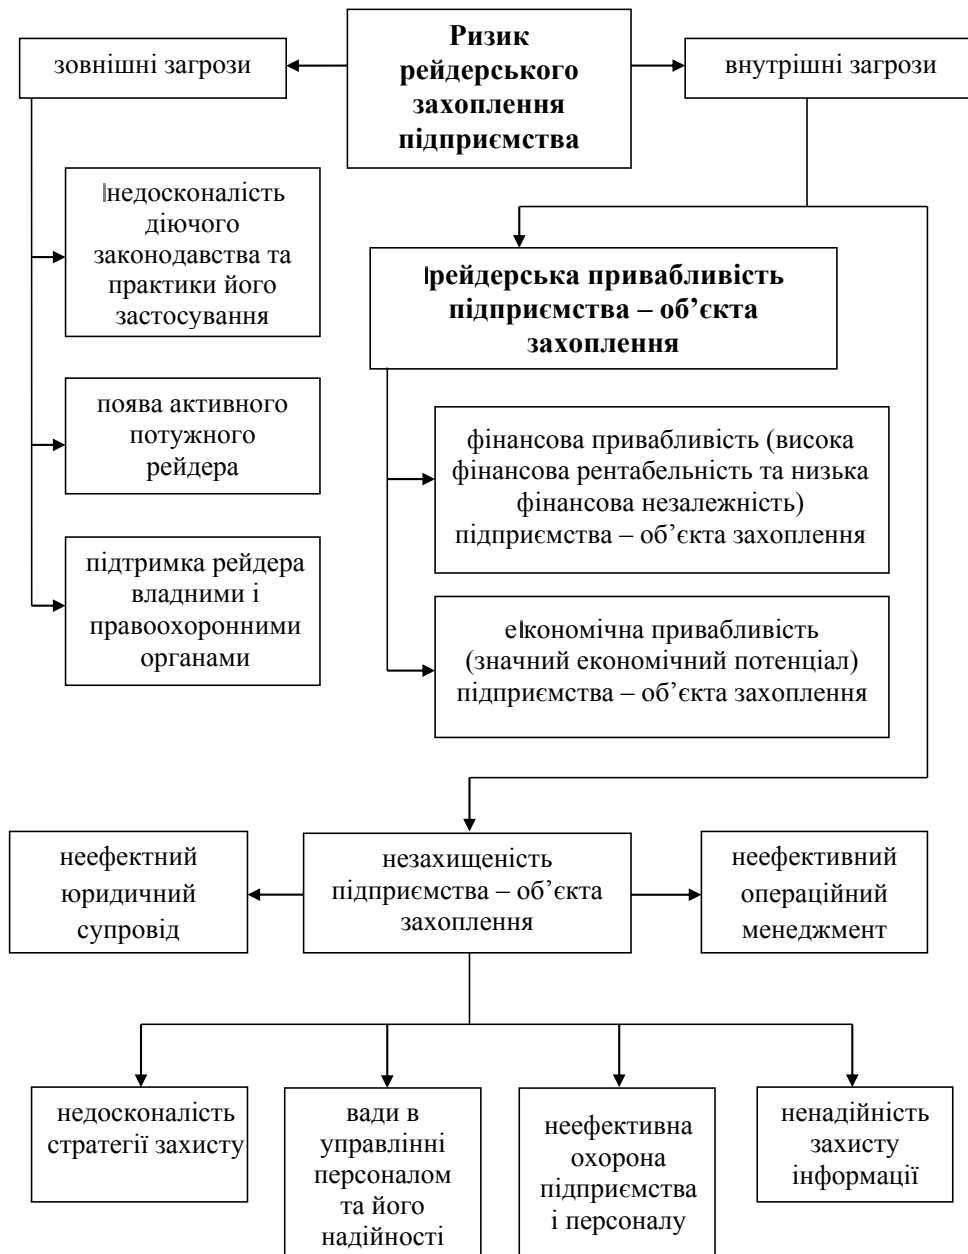 зовнішні загрози
Ризик
рейдерського
захоплення
підприємства
внутрішні загрози
недосконалість
діючого
законодавства та
практики його
застосування
рейдерська привабливість
підприємства – об’єкта
захоплення
поява активного
потужного
рейдера
фінансова привабливість (висока
фінансова рентабельність та низька
фінансова незалежність)
підприємства – об’єкта захоплення
підтримка рейдера
владними і
правоохоронними
органами
економічна привабливість
(значний економічний потенціал)
підприємства – об’єкта захоплення
неефектний
юридичний
супровід
незахищеність
підприємства – об’єкта
захоплення
неефективний
операційний
менеджмент
недосконалість
стратегії захисту
вади в
управлінні
персоналом
та його
надійності
неефективна
охорона
підприємства
і персоналу
ненадійність
захисту
інформації